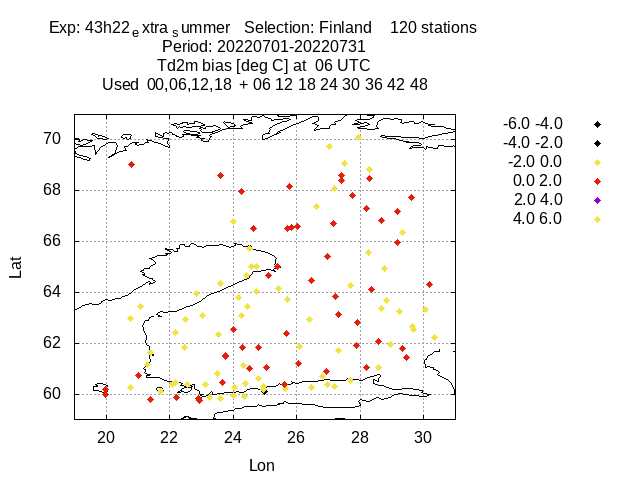 Exp: 43h22extrasummer Selection: Finland 120 stations
Period: 20220701-20220731
Td2m bias [deg C] at 06 UTC
Used 00,06,12,18 + 06 12 18 24 30 36 42 48
-6.0 -4.0
-4.0 -2.0
-2.0 0.0
0.0 2.0
2.0 4.0
4.0 6.0
70
68
66
64
62
60
Lat
20 22 24 26 28 30
Lon